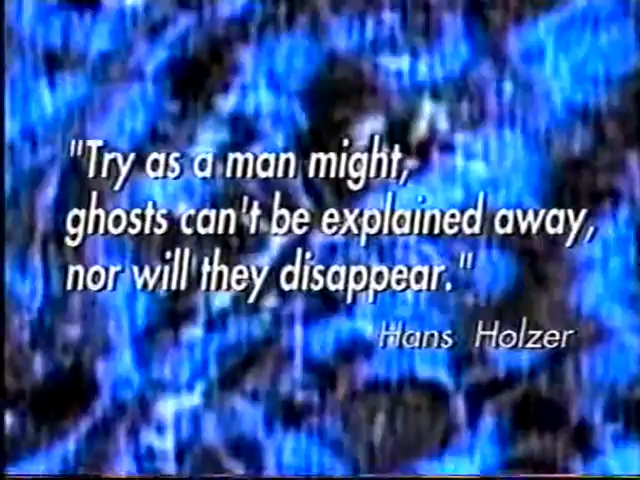 "Try as a man might,
ghosts can't be explained away,
nor will they disappear."
Hans Holzer